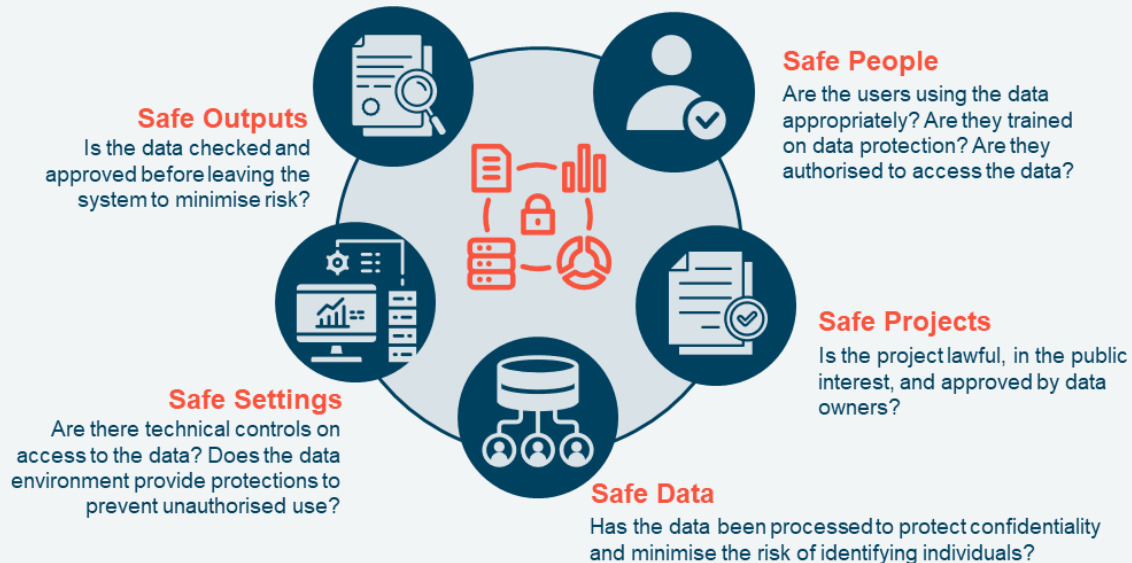 Safe People
Are the users using the data
appropriately? Are they trained
on data protection? Are they
authorised to access the data?
Safe Outputs
Is the data checked and
approved before leaving the
system to minimise risk?
Safe Projects
Is the project lawful, in the public
interest, and approved by data
owners?
Safe Settings
Are there technical controls on
access to the data? Does the data
environment provide protections to
prevent unauthorised use?
Safe Data
Has the data been processed to protect confidentiality
and minimise the risk of identifying individuals?